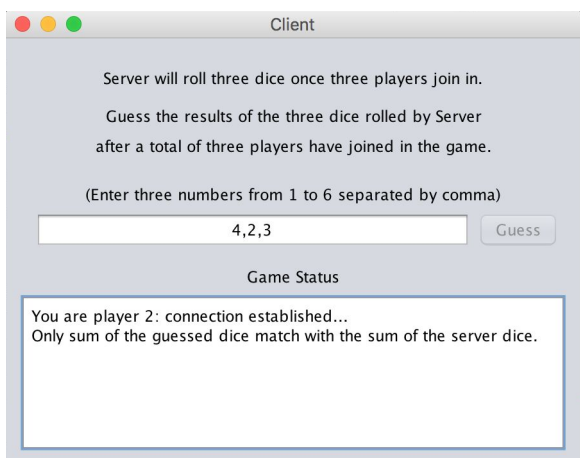 Client
Server will roll three dice once three players join in.
Guess the results of the three dice rolled by Server
after a total of three players have joined in the game.
(Enter three numbers from 1 to 6 separated by comma)
4,2,3
Guess
Game Status
You are player 2: connection established...
Only sum of the guessed dice match with the sum of the server dice.